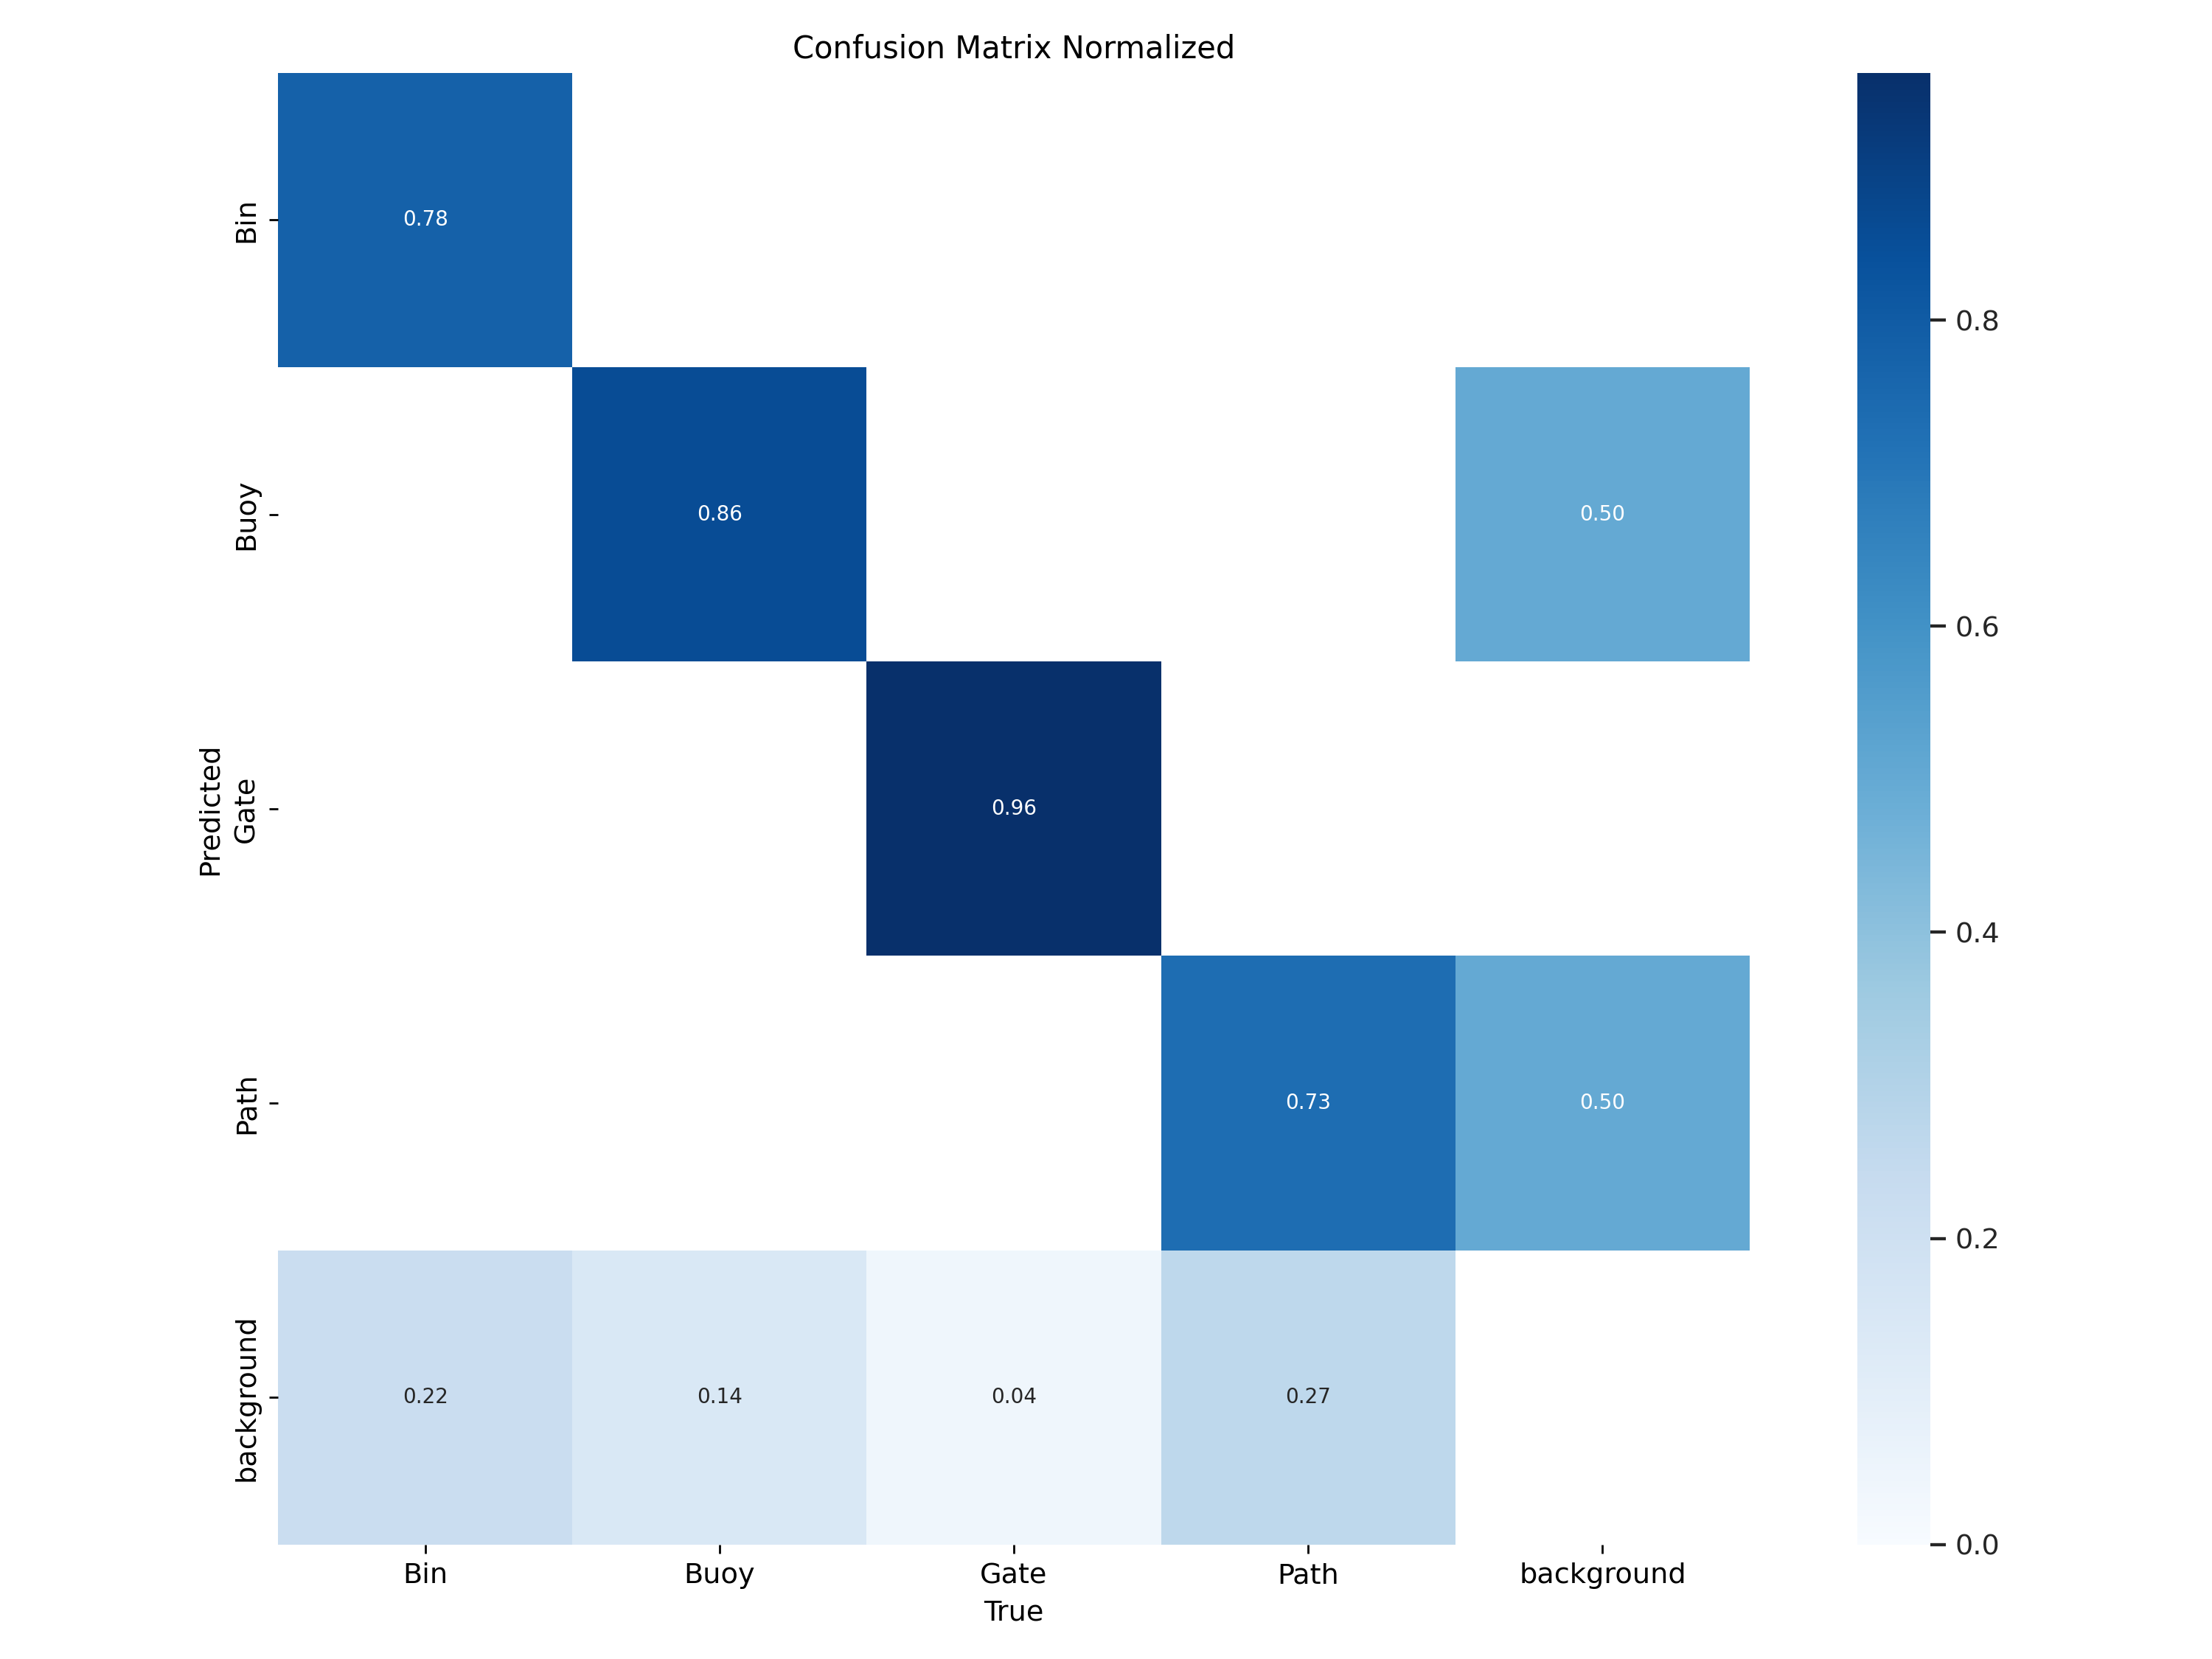 Confusion Matrix Normalized
Bin
0.78
0.8
Buoy
0.86
0.50
0.6
Predicted
Gate
0.96
0.4
Path
0.73
0.50
0.2
background
0.22
0.14
0.04
0.27
0.0
Bin
Buoy
Gate
Path
background
True